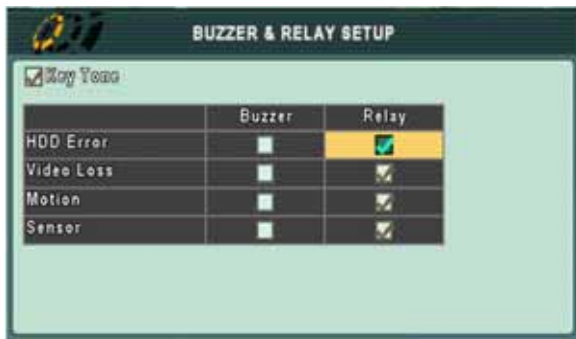 BUZZER & RELAY SETUP
Key Tone
Buzzer Relay
HDD Error
Video Loss
Motion
Sensor